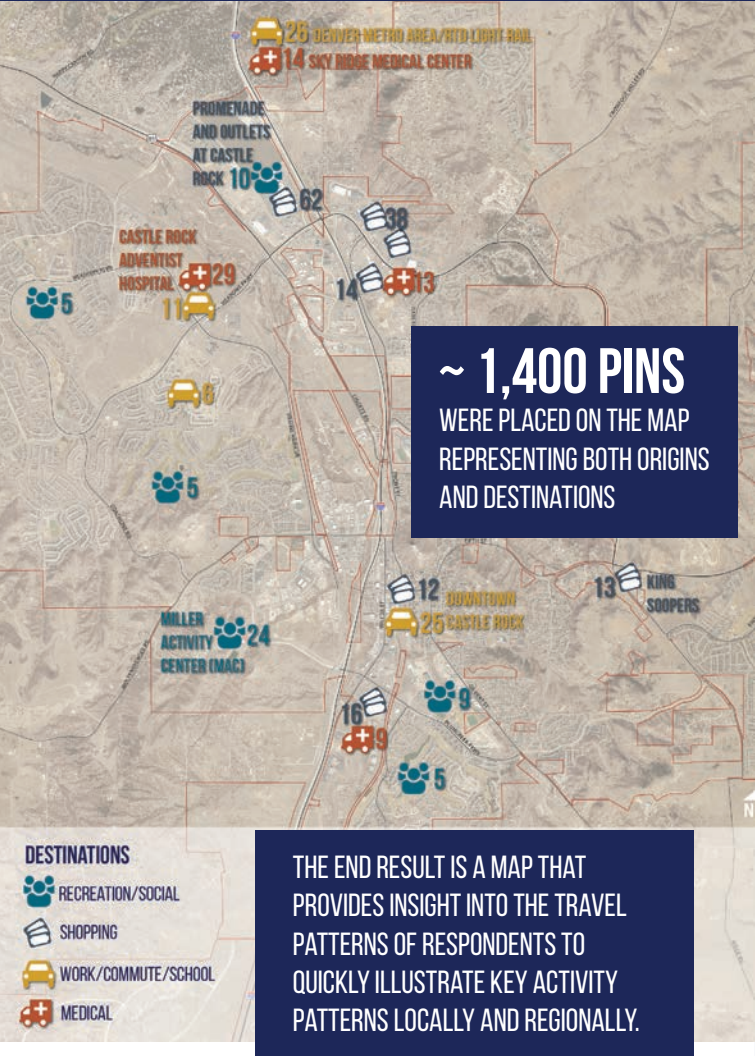 26 DENVER METRO AREA/RTD LIGHT RAIL
14 SKY RIDGE MEDICAL CENTER
PROMENADE
AND OUTLETS
AT CASTLE
ROCK 10
62
38
CASTLE ROCK
ADVENTIST
HOSPITAL 29
11
14
13
5
6
5
~ 1,400 PINS
WERE PLACED ON THE MAP
REPRESENTING BOTH ORIGINS
AND DESTINATIONS
12 DOWNTOWN
25 CASTLE ROCK
13 KING
SOOPERS
MILLER
ACTIVITY 24
CENTER (MAC)
16
9
9
5
N
DESTINATIONS
RECREATION/SOCIAL
SHOPPING
WORK/COMMUTE/SCHOOL
MEDICAL
THE END RESULT IS A MAP THAT
PROVIDES INSIGHT INTO THE TRAVEL
PATTERNS OF RESPONDENTS TO
QUICKLY ILLUSTRATE KEY ACTIVITY
PATTERNS LOCALLY AND REGIONALLY.